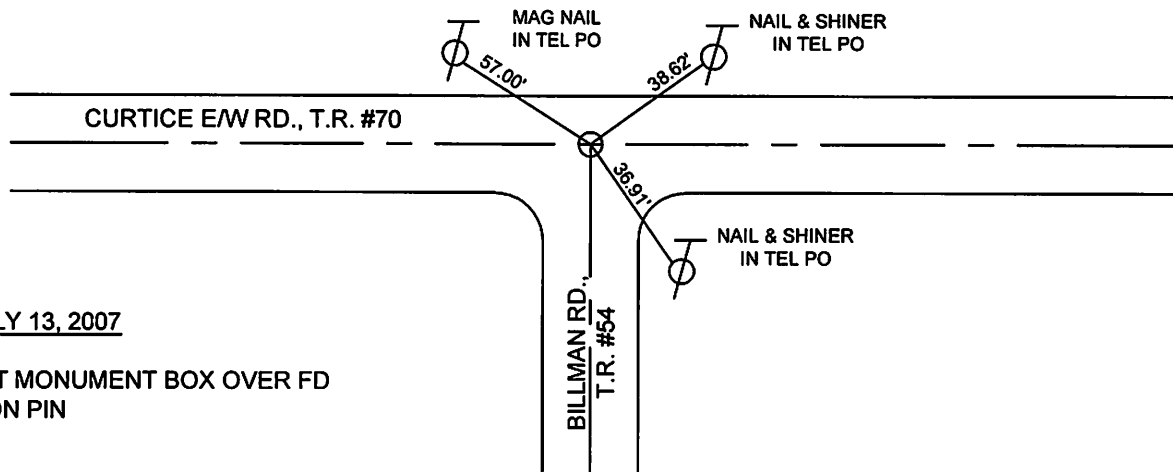 MAG NAIL
IN TEL PO
NAIL & SHINER
IN TEL PO
57.00'
38.62'
CURTICE E/W RD., T.R. #70
36.91'
NAIL & SHINER
IN TEL PO
BILLMAN RD.,
T.R. #54
LY 13, 2007
T MONUMENT BOX OVER FD
ON PIN